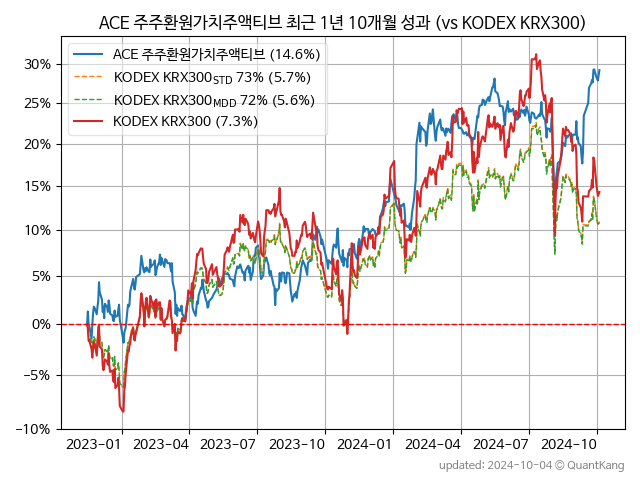 ACE 주주환원가치주액티브 최근 1년 10개월 성과 (vs KODEX KRX300)
ACE 주주환원가치주액티브 (14.6%)
KODEX KRX300STD 73% (5.7%)
KODEX KRX300MDD 72% (5.6%)
KODEX KRX300 (7.3%)
30%
25%
20%
15%
10%
5%
0%
−5%
−10%
2023−01 2023−04 2023−07 2023−10 2024−01 2024−04 2024−07 2024−10
updated: 2024-10-04 © QuantKang